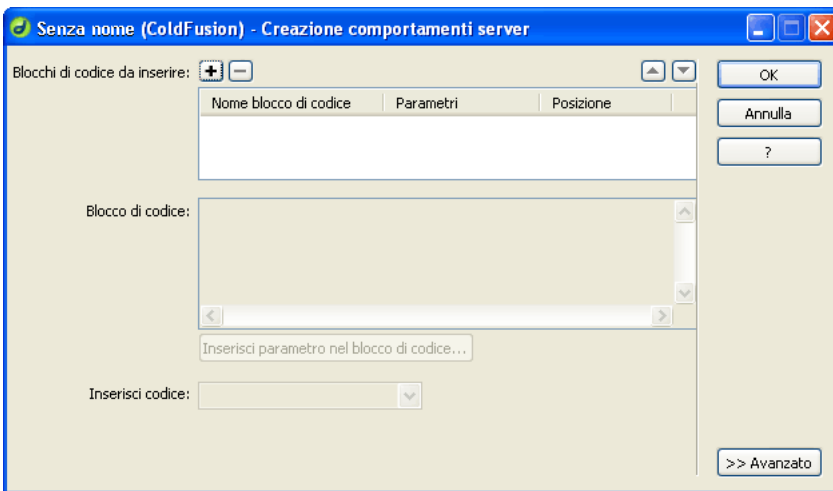 Senza nome (ColdFusion) - Creazione comportamenti server
Blocchi di codice da inserire:
OK
Nome blocco di codice Parametri Posizione
Annulla
?
Blocco di codice:
Inserisci parametro nel blocco di codice...
Inserisci codice:
>> Avanzato